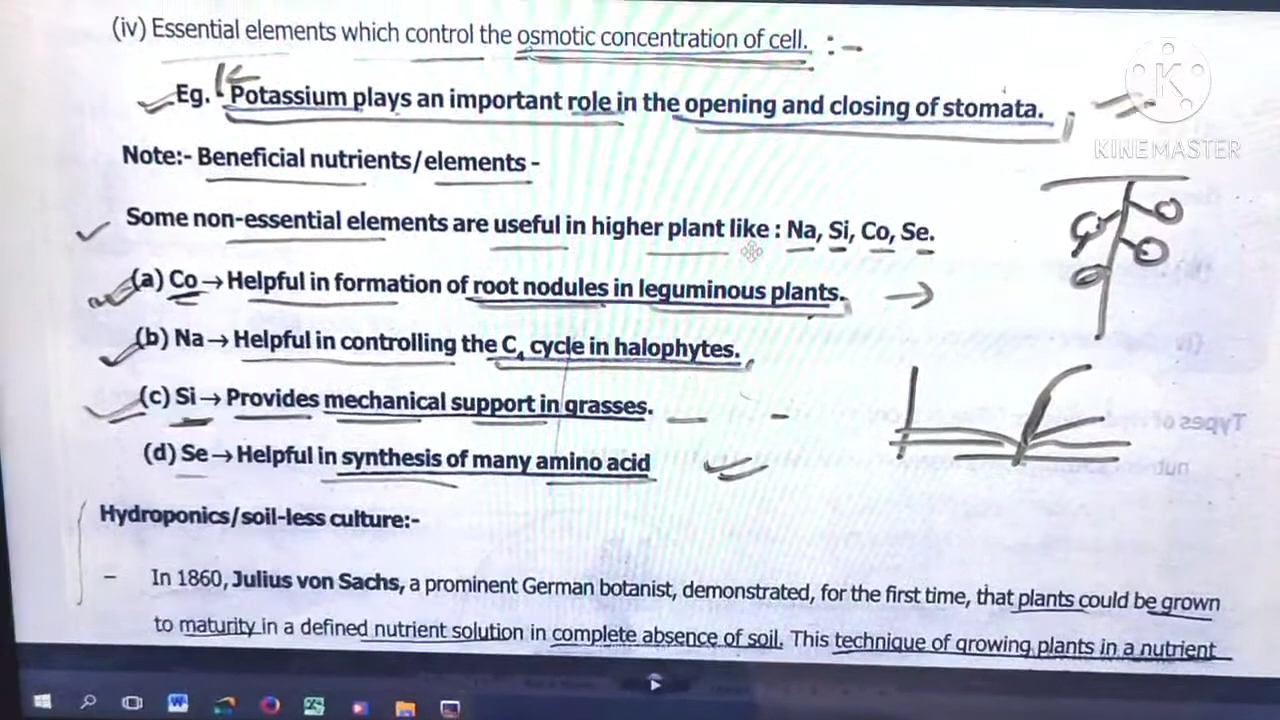 (iv) Essential elements which control the osmotic concentration of cell. :-
K
Eg. Potassium plays an important role in the opening and closing of stomata.
K
KINEMASTER
Note:- Beneficial nutrients/elements -
Some non-essential elements are useful in higher plant like : Na, Si, Co, Se.
(a) Co → Helpful in formation of root nodules in leguminous plants.
(b) Na → Helpful in controlling the C₄ cycle in halophytes.
(c) Si → Provides mechanical support in grasses.
(d) Se → Helpful in synthesis of many amino acid
Hydroponics/soil-less culture:-
– In 1860, Julius von Sachs, a prominent German botanist, demonstrated, for the first time, that plants could be grown
to maturity in a defined nutrient solution in complete absence of soil. This technique of growing plants in a nutrient